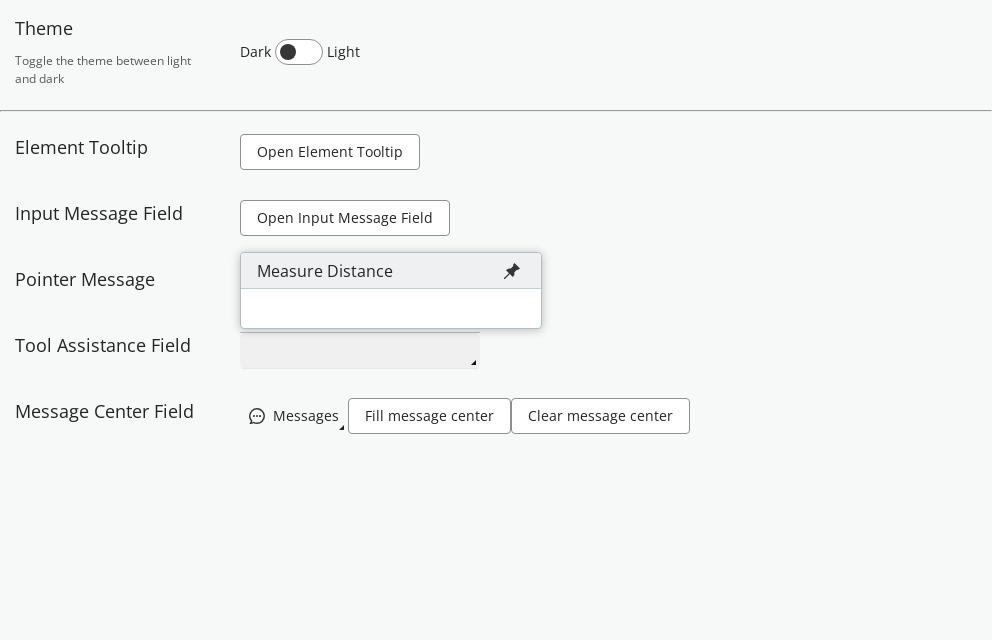 Theme
Toggle the theme between light
and dark
Dark Light
Element Tooltip
Open Element Tooltip
Input Message Field
Open Input Message Field
Pointer Message
Measure Distance
Tool Assistance Field
Message Center Field
Messages
Fill message center
Clear message center